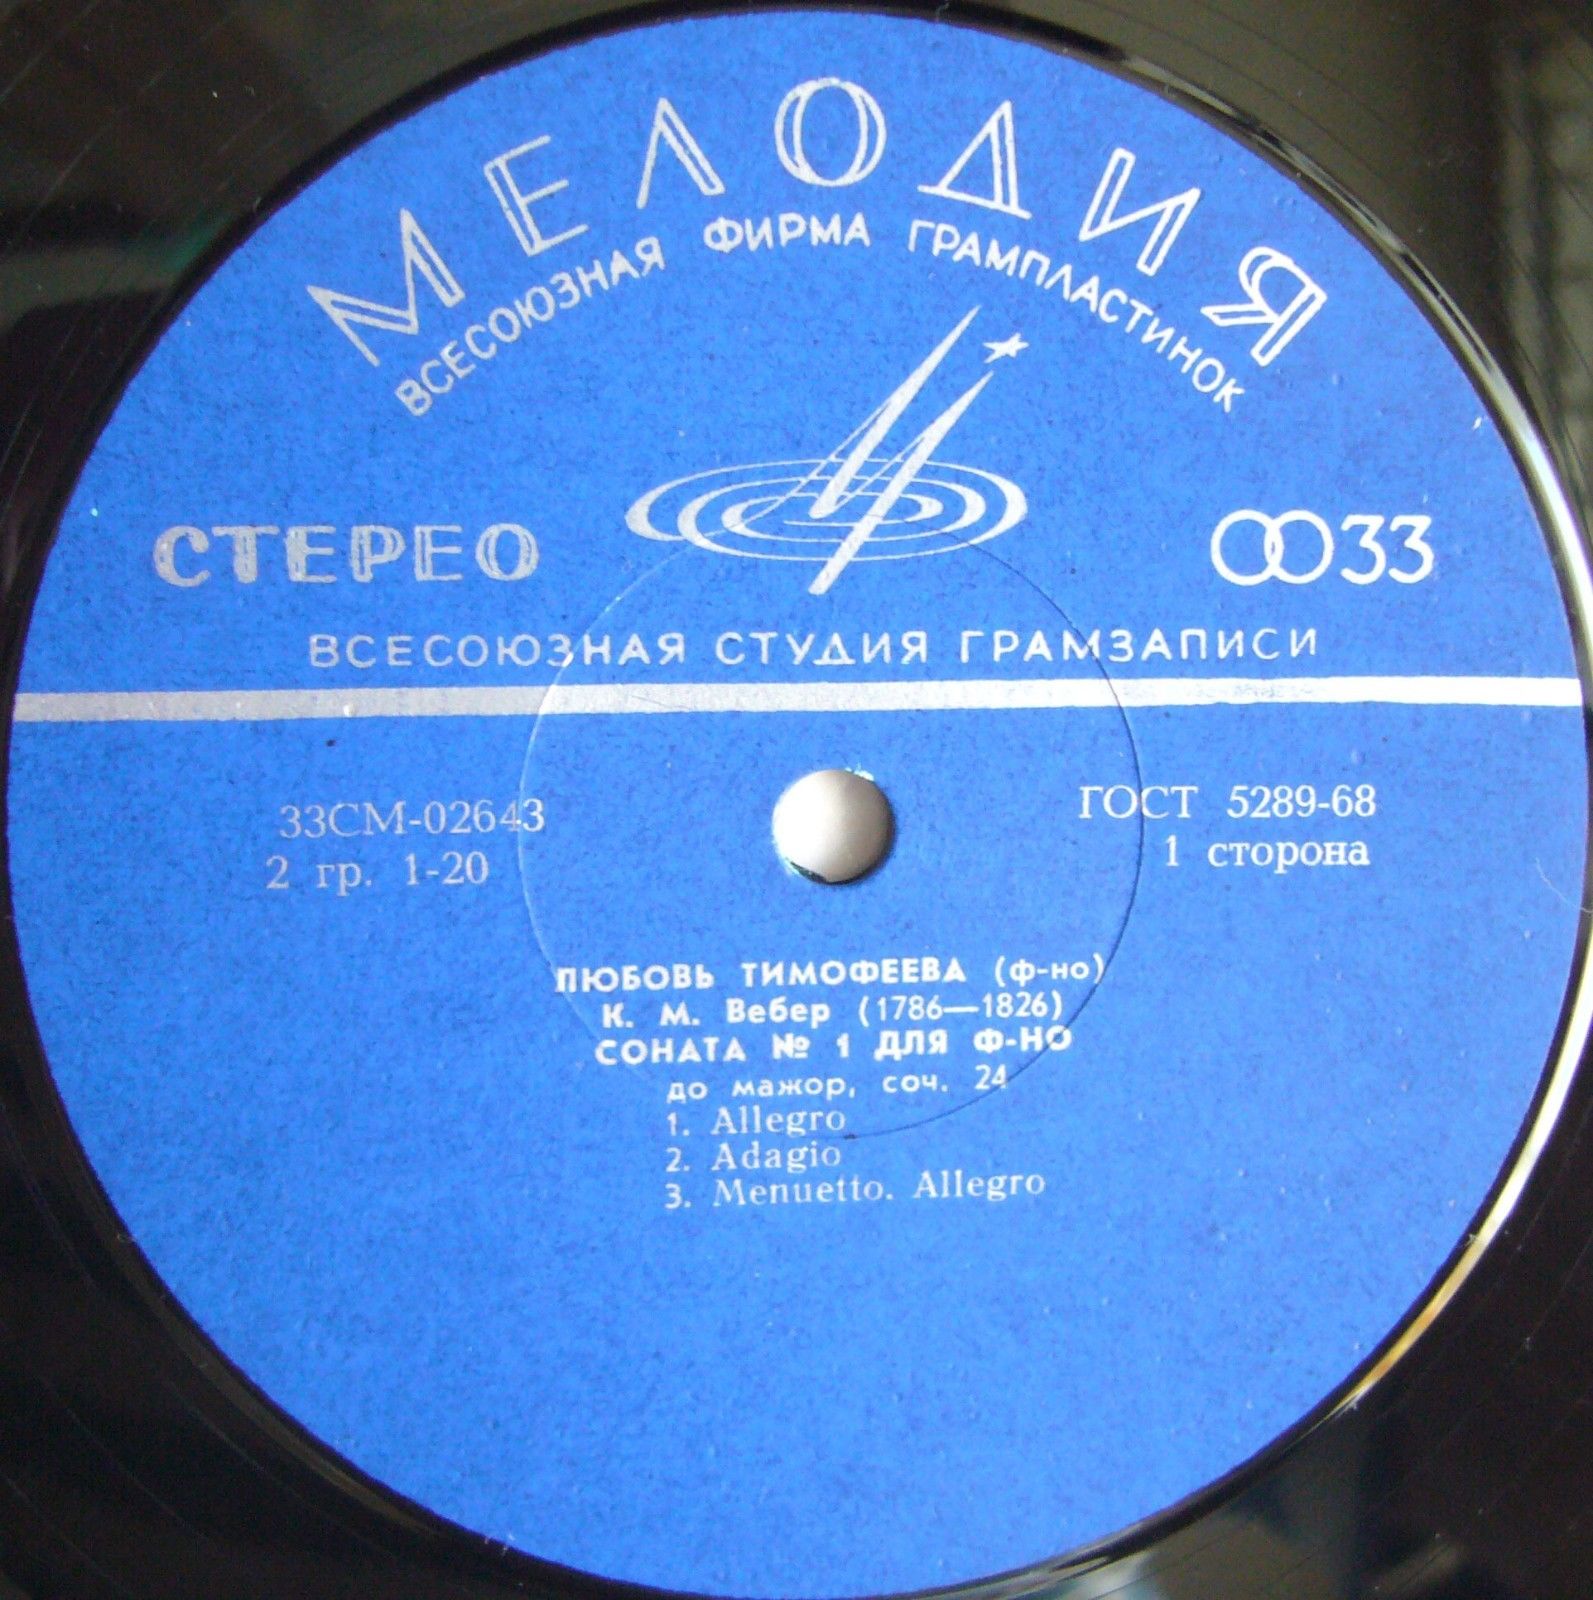 МЕЛОДИЯ
ВСЕСОЮЗНАЯ ФИРМА ГРАМПЛАСТИНОК
СТЕРЕО
33
ВСЕСОЮЗНАЯ СТУДИЯ ГРАМЗАПИСИ
33СМ-02643
2 гр. 1-20
ГОСТ 5289-68
1 сторона
ЛЮБОВЬ ТИМОФЕЕВА (ф-но)
К. М. Вебер (1786—1826)
СОНАТА № 1 ДЛЯ Ф-НО
до мажор, соч. 24
1. Allegro
2. Adagio
3. Menuetto. Allegro